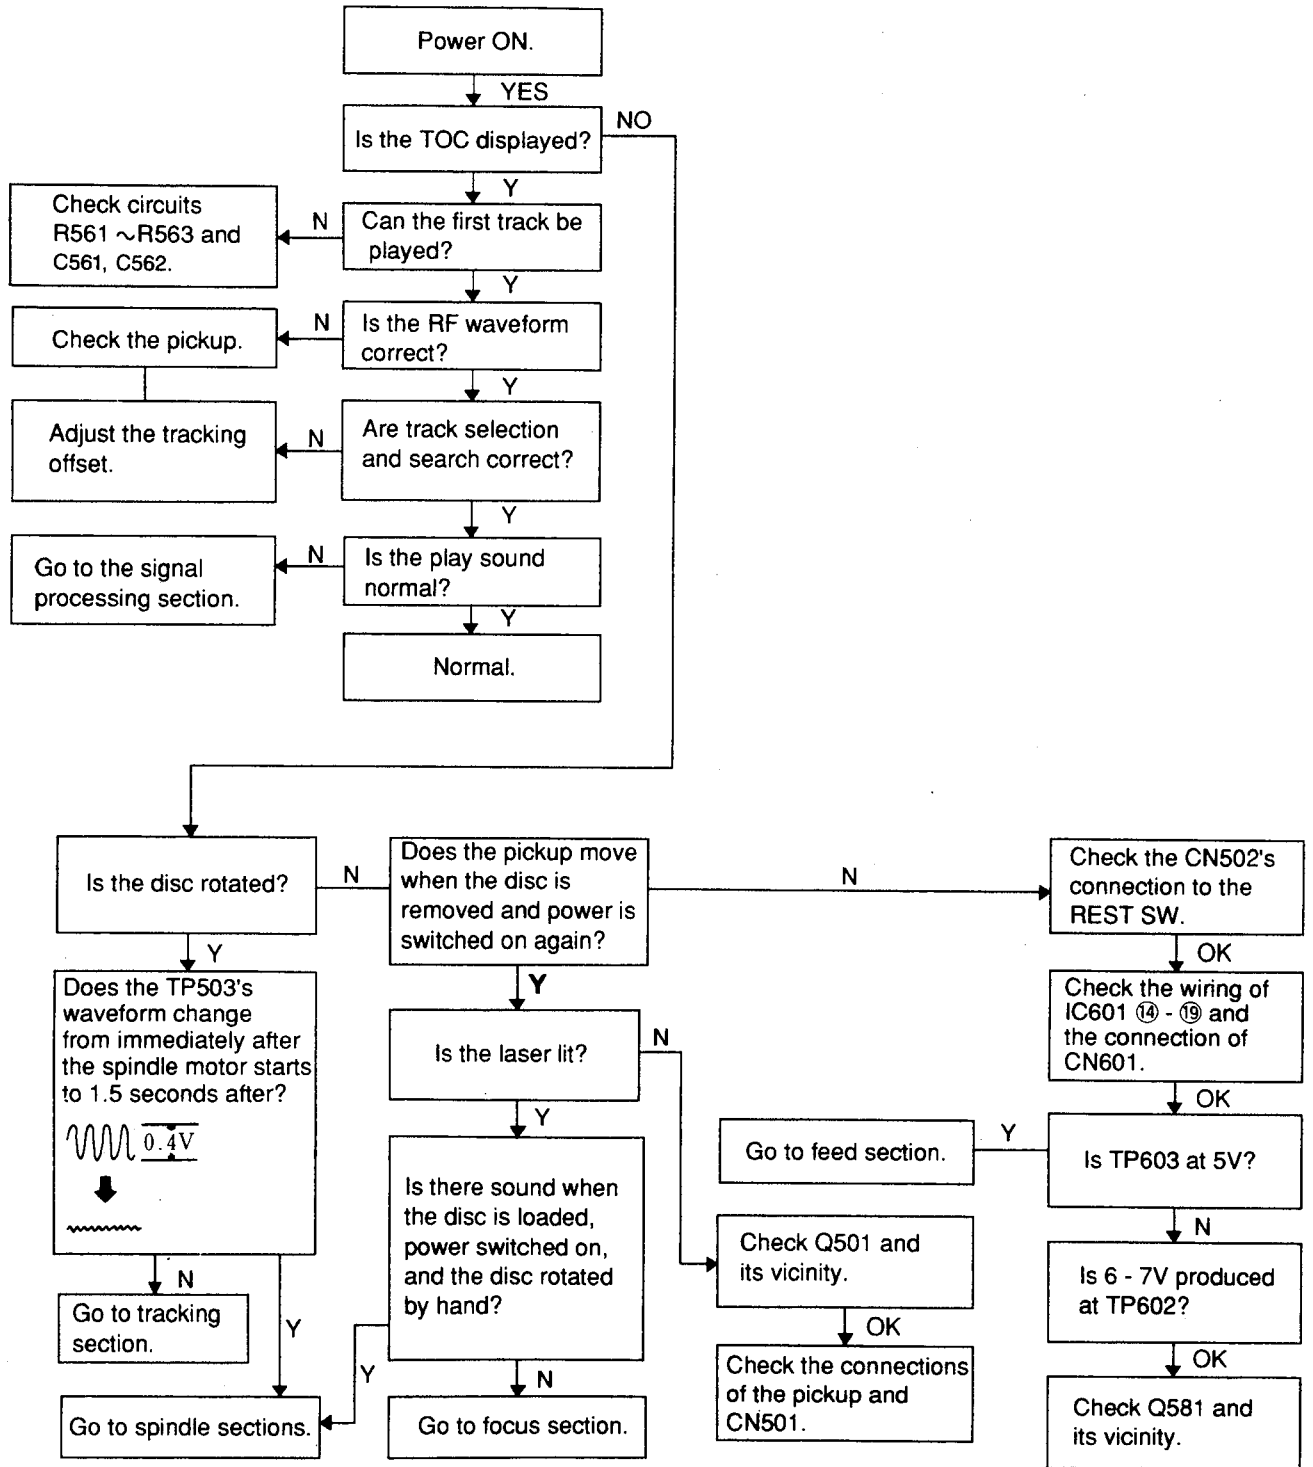 Power ON.
YES
Is the TOC displayed?
NO
Y
Check circuits
R561 ~R563 and
C561, C562.
N
Can the first track be
played?
Y
Check the pickup.
N
Is the RF waveform
correct?
Y
Adjust the tracking
offset.
N
Are track selection
and search correct?
Y
Go to the signal
processing section.
N
Is the play sound
normal?
Y
Normal.
Is the disc rotated?
N
Does the pickup move
when the disc is
removed and power is
switched on again?
N
Check the CN502's
connection to the
REST SW.
Y
Does the TP503's
waveform change
from immediately after
the spindle motor starts
to 1.5 seconds after?
0.4V
N
Go to tracking
section.
Y
Go to spindle sections.
Y
Is the laser lit?
N
Y
Is there sound when
the disc is loaded,
power switched on,
and the disc rotated
by hand?
Y
N
Go to focus section.
Check Q501 and
its vicinity.
OK
Check the connections
of the pickup and
CN501.
OK
Check the wiring of
IC601 ⑭ - ⑲ and
the connection of
CN601.
OK
Go to feed section.
Y
Is TP603 at 5V?
N
Is 6 - 7V produced
at TP602?
OK
Check Q581 and
its vicinity.